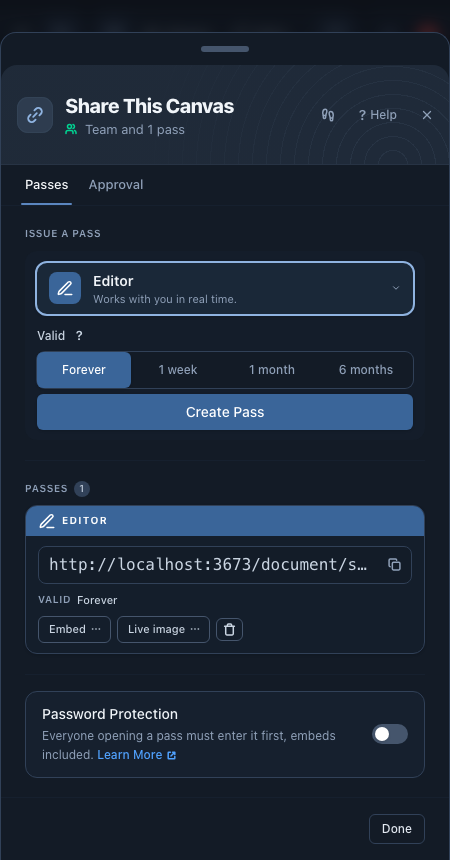 Share This Canvas
Team and 1 pass
? Help
Passes
Approval
ISSUE A PASS
Editor
Works with you in real time.
Valid ?
Forever
1 week
1 month
6 months
Create Pass
PASSES 1
EDITOR
http://localhost:3673/document/s…
VALID Forever
Embed ···
Live image ···
Password Protection
Everyone opening a pass must enter it first, embeds
included. Learn More
Done